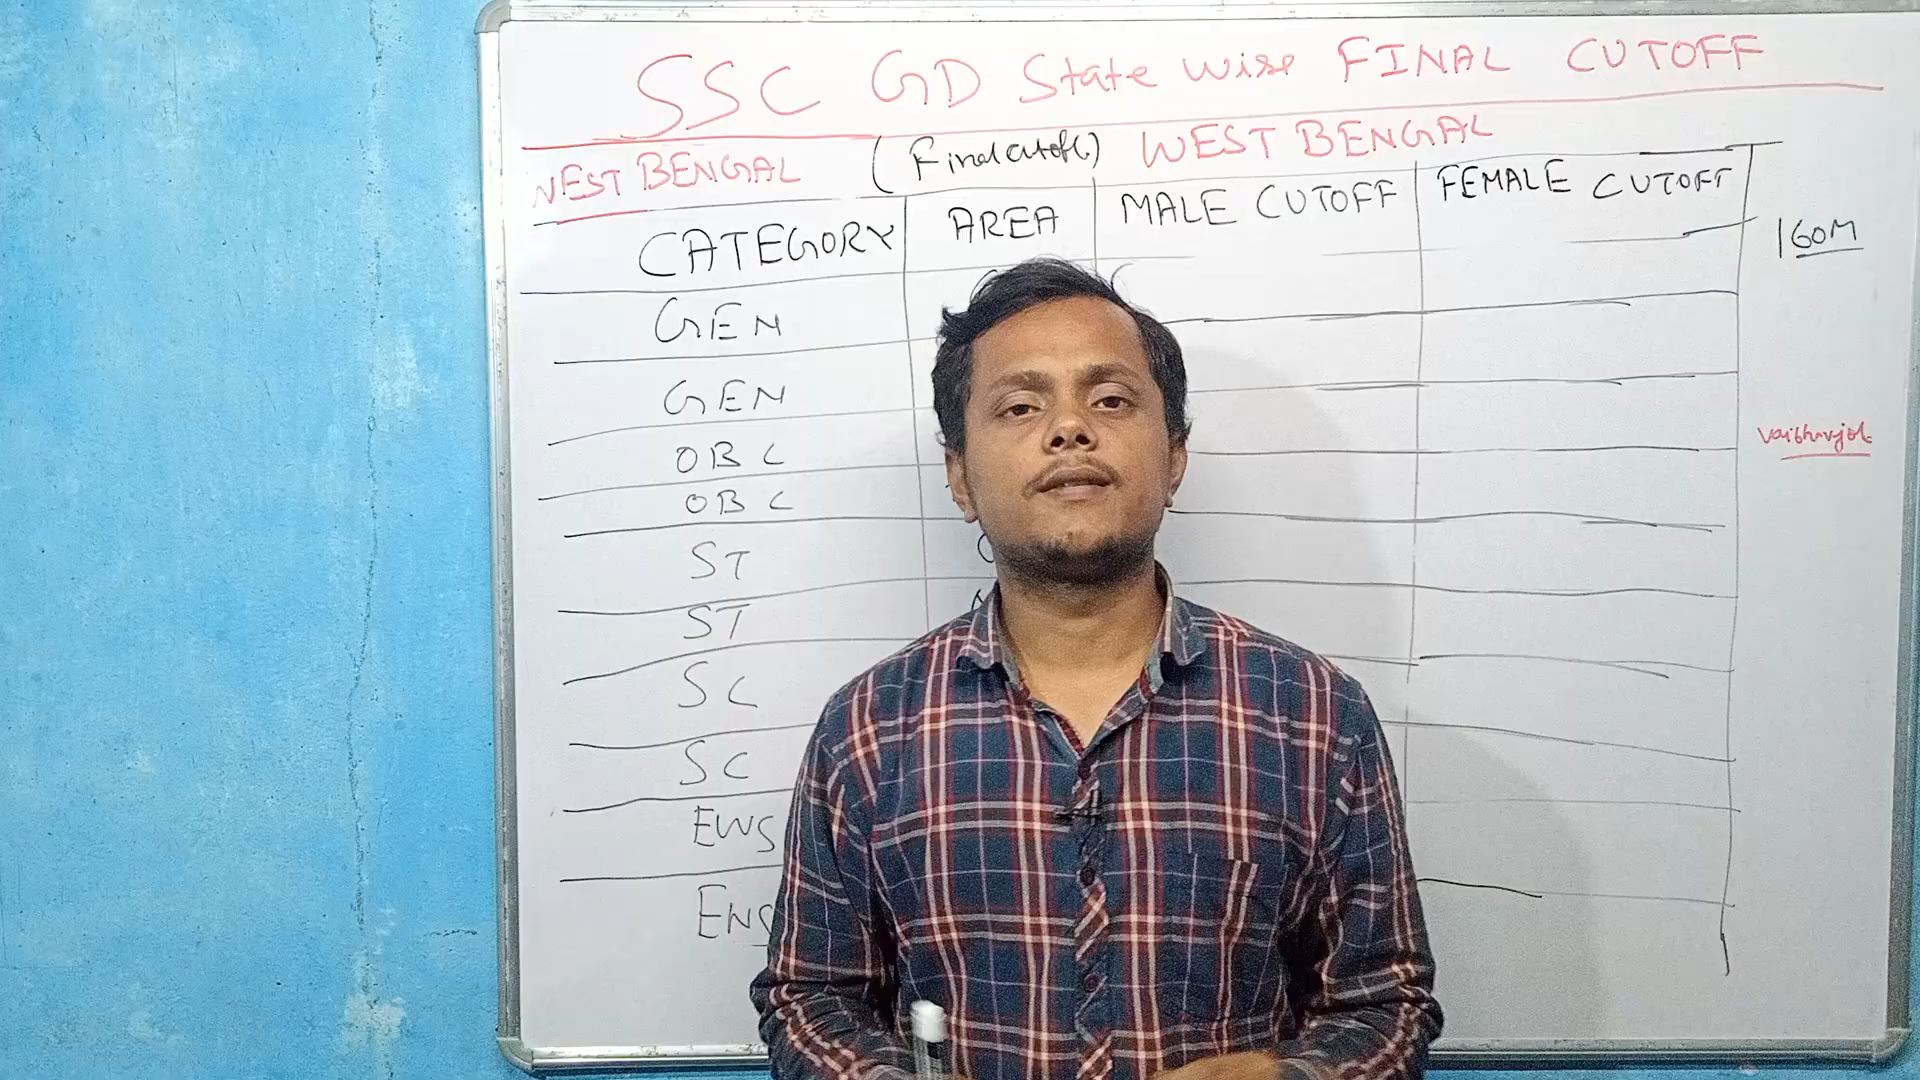 SSC GD State wise FINAL CUTOFF
WEST BENGAL (Final cutoff) WEST BENGAL
CATEGORY AREA MALE CUTOFF FEMALE CUTOFF
160M
GEN
GEN
OBC
OBC
ST
ST
SC
SC
EWS
EWS